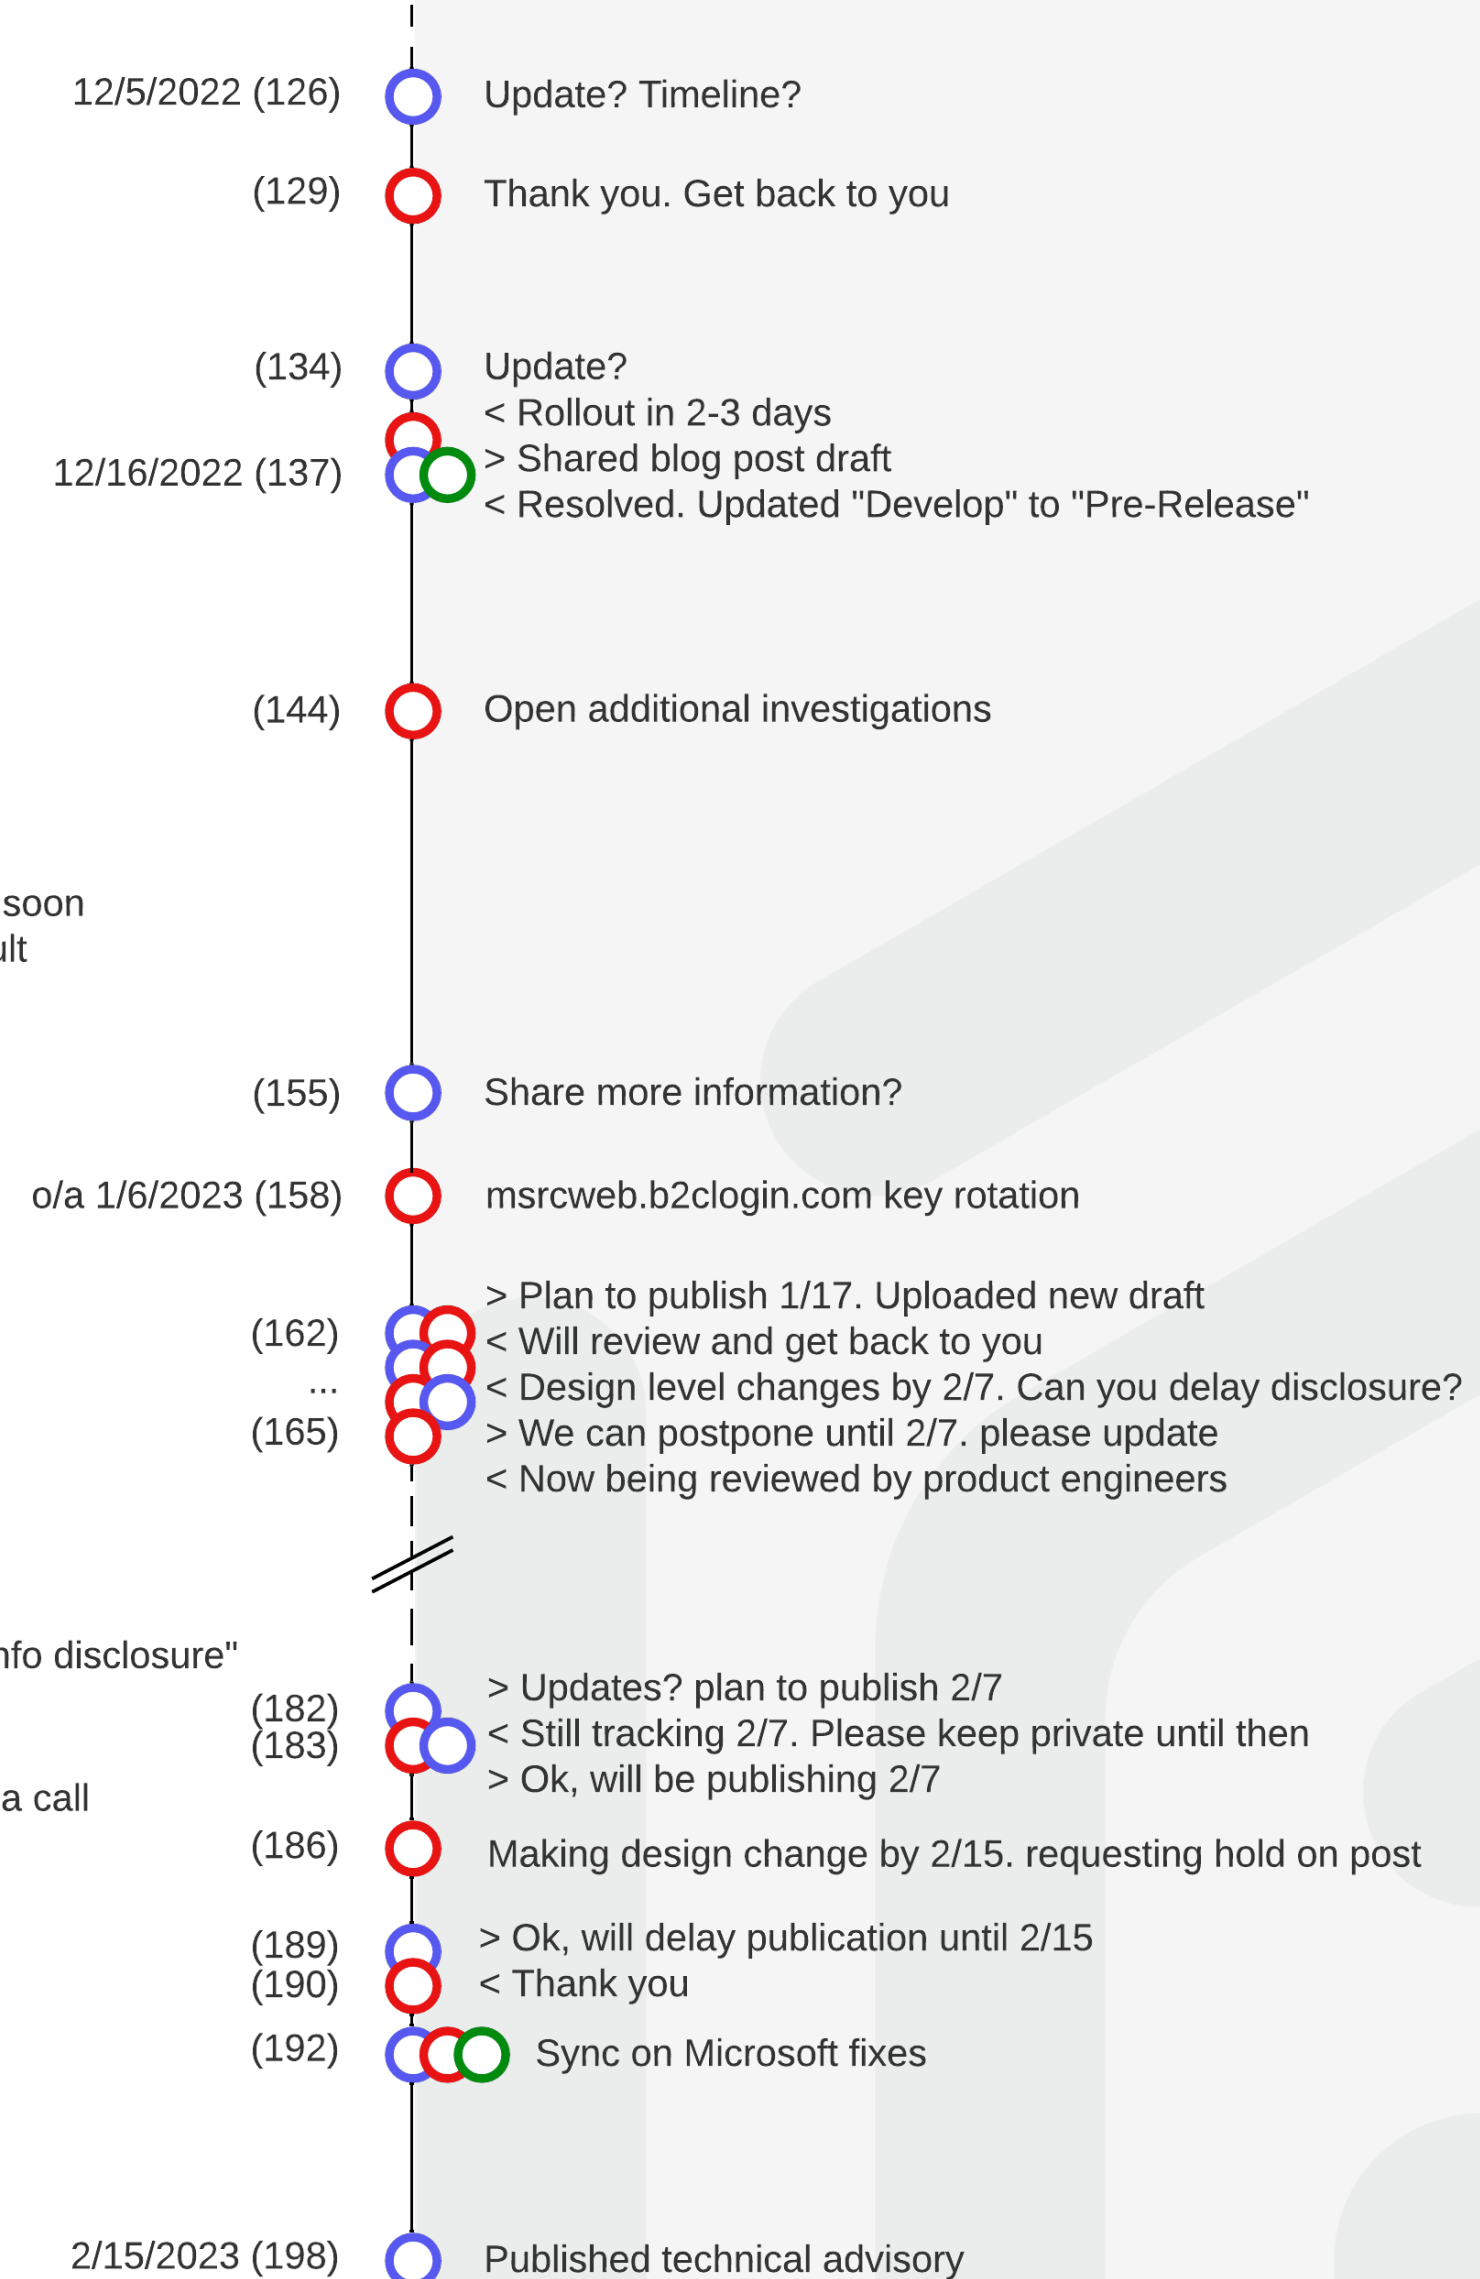 12/5/2022 (126) Update? Timeline?
(129) Thank you. Get back to you
(134) Update?
< Rollout in 2-3 days
12/16/2022 (137) > Shared blog post draft
< Resolved. Updated "Develop" to "Pre-Release"
(144) Open additional investigations
soon
ult
(155) Share more information?
o/a 1/6/2023 (158) msrcweb.b2clogin.com key rotation
> Plan to publish 1/17. Uploaded new draft
(162) < Will review and get back to you
... < Design level changes by 2/7. Can you delay disclosure?
(165) > We can postpone until 2/7. please update
< Now being reviewed by product engineers
nfo disclosure"
> Updates? plan to publish 2/7
(182) < Still tracking 2/7. Please keep private until then
(183) > Ok, will be publishing 2/7
a call
(186) Making design change by 2/15. requesting hold on post
(189) > Ok, will delay publication until 2/15
(190) < Thank you
(192) Sync on Microsoft fixes
2/15/2023 (198) Published technical advisory